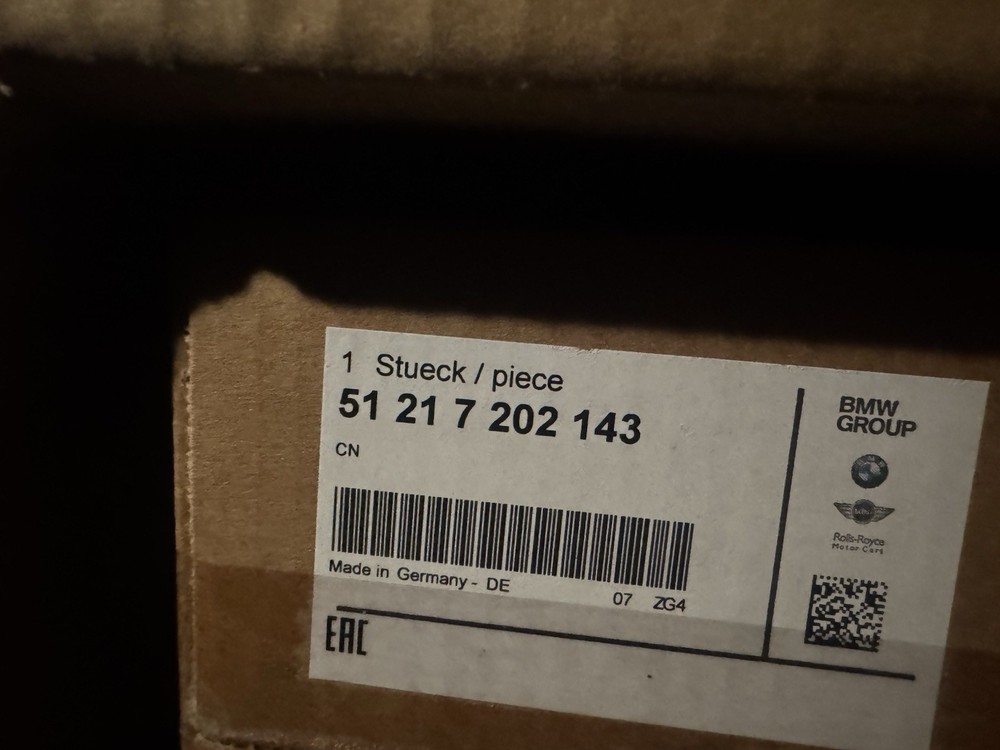 1 Stueck / piece
51 21 7 202 143
CN
Made in Germany - DE
07 ZG4
EAC
BMW
GROUP
Rolls-Royce
Motor Cars